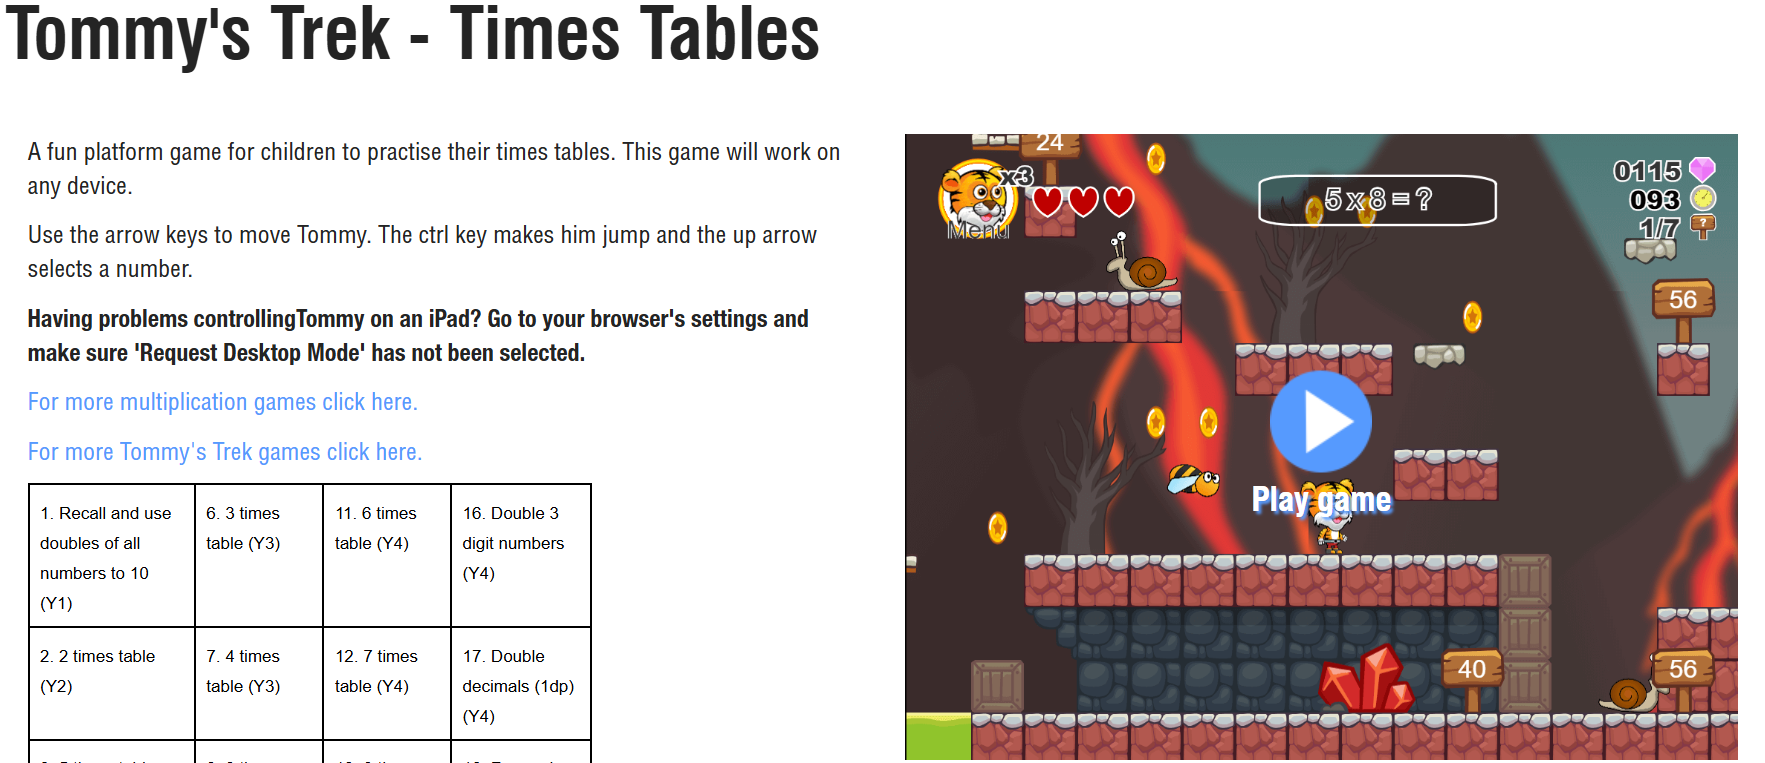 Tommy's Trek - Times Tables
A fun platform game for children to practise their times tables. This game will work on
any device.
Use the arrow keys to move Tommy. The ctrl key makes him jump and the up arrow
selects a number.
Having problems controllingTommy on an iPad? Go to your browser's settings and
make sure 'Request Desktop Mode' has not been selected.
For more multiplication games click here.
For more Tommy's Trek games click here.
1. Recall and use
doubles of all
numbers to 10
(Y1)
6. 3 times
table (Y3)
11. 6 times
table (Y4)
16. Double 3
digit numbers
(Y4)
2. 2 times table
(Y2)
7. 4 times
table (Y3)
12. 7 times
table (Y4)
17. Double
decimals (1dp)
(Y4)
24
x3
Menu
5 x 8 = ?
0115
093
1/7
?
56
Play game
40
56